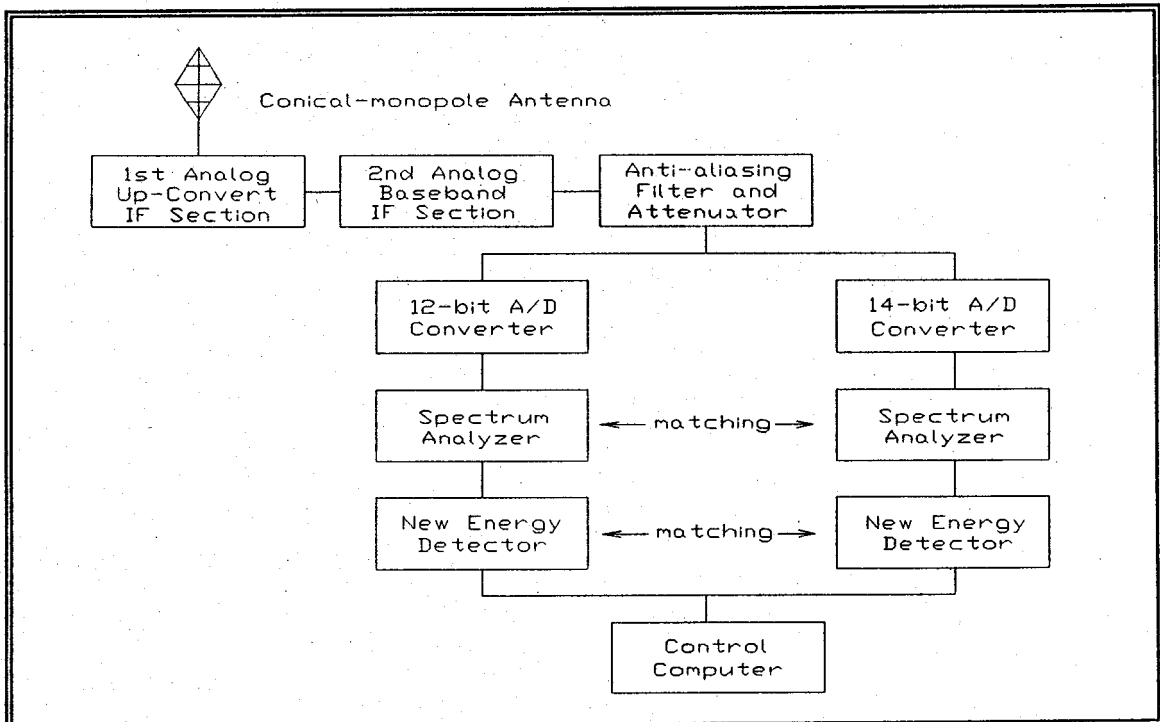 Conical-monopole Antenna
1st Analog
Up-Convert
IF Section
2nd Analog
Baseband
IF Section
Anti-aliasing
Filter and
Attenuator
12-bit A/D
Converter
14-bit A/D
Converter
Spectrum
Analyzer
matching
Spectrum
Analyzer
New Energy
Detector
matching
New Energy
Detector
Control
Computer